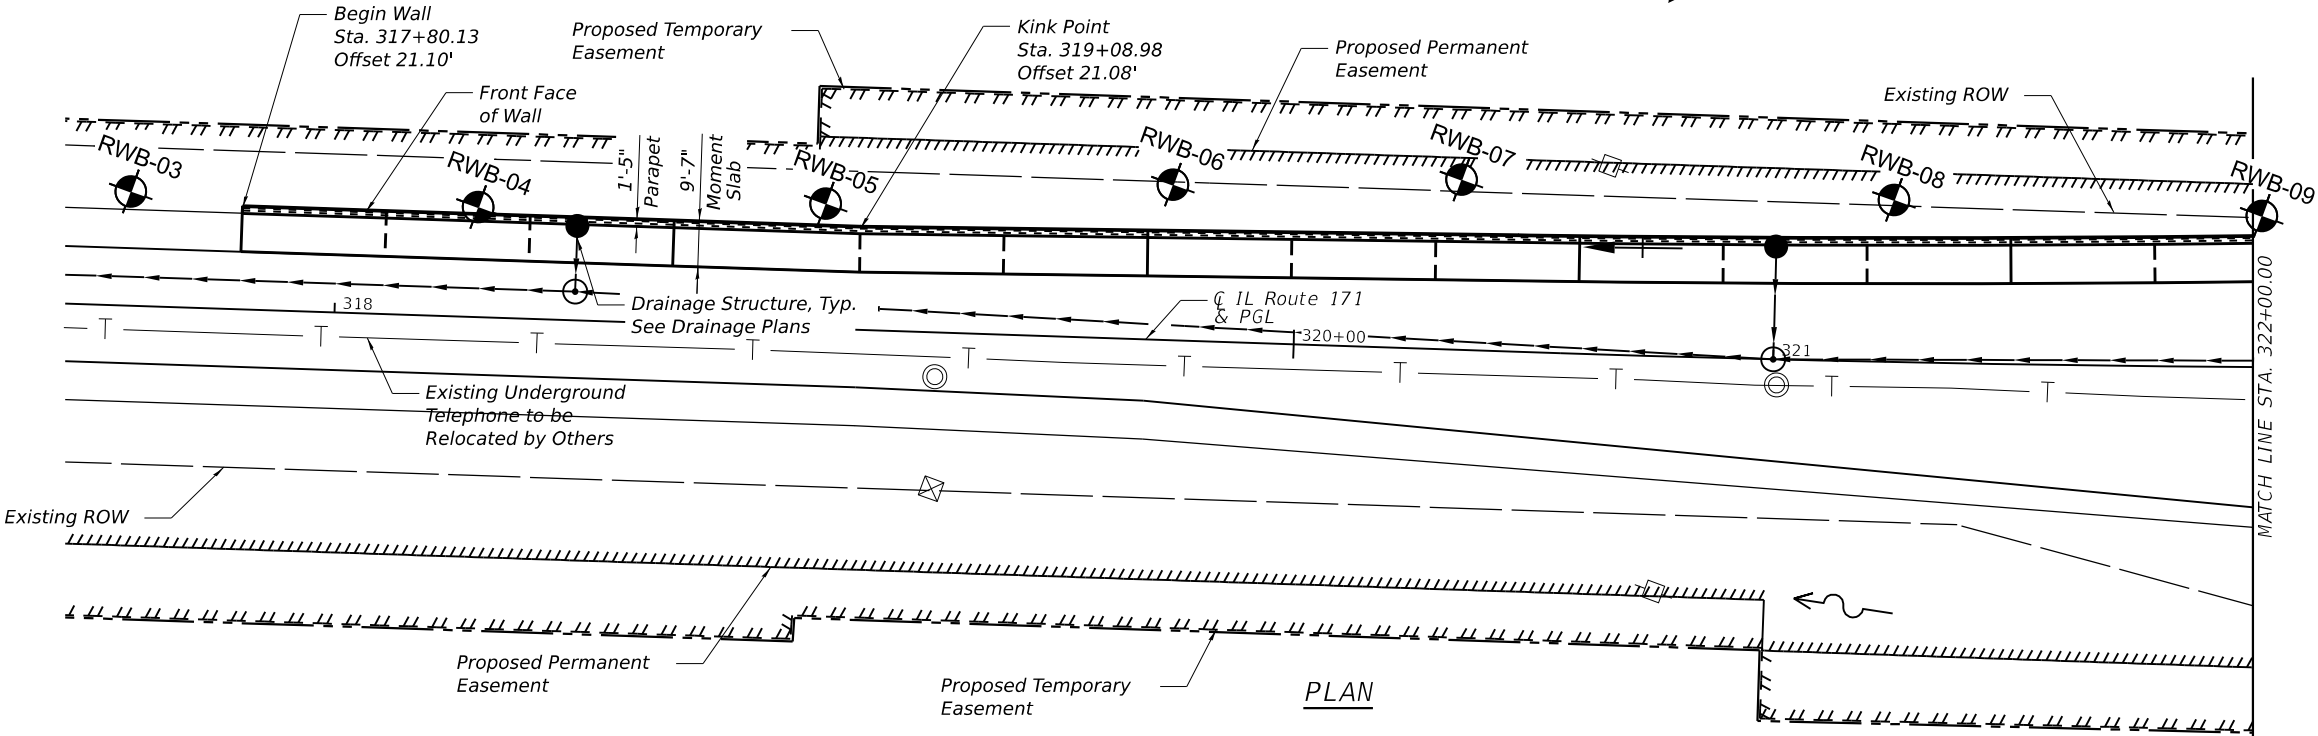 Begin Wall
Sta. 317+80.13
Offset 21.10'
Proposed Temporary
Easement
Kink Point
Sta. 319+08.98
Offset 21.08'
Proposed Permanent
Easement
Existing ROW
Front Face
of Wall
RWB-03
RWB-04
RWB-05
RWB-06
RWB-07
RWB-08
RWB-09
1'-5"
Parapet
9'-7"
Moment
Slab
318
Drainage Structure, Typ.
See Drainage Plans
℄ IL Route 171
& PGL
320+00
321
MATCH LINE STA. 322+00.00
T T T T T T T T T T
Existing Underground
Telephone to be
Relocated by Others
Existing ROW
Proposed Permanent
Easement
Proposed Temporary
Easement
PLAN